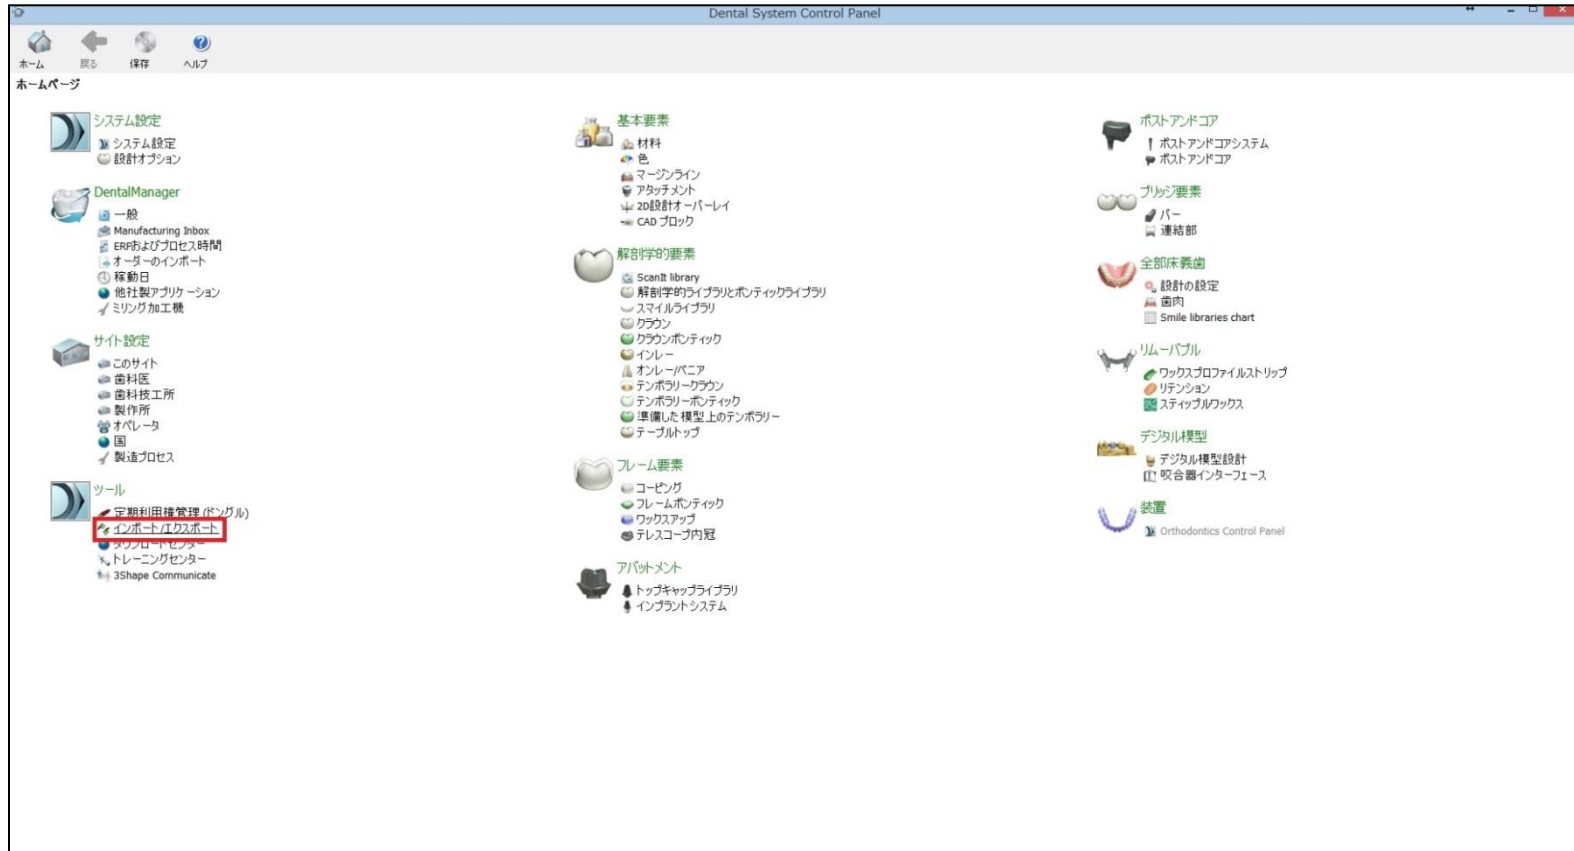 Dental System Control Panel
ホーム 戻る 保存 ヘルプ
ホームページ
システム設定
システム設定
設計オプション
DentalManager
一般
Manufacturing Inbox
ERPおよびプロセス時間
オーダーのインポート
稼動日
他社製アプリケーション
ミリング加工機
サイト設定
このサイト
歯科医
歯科技工所
製作所
オペレータ
国
製造プロセス
ツール
定期利用権管理 (ドングル)
インポート/エクスポート
ダウンロードセンター
トレーニングセンター
3Shape Communicate
基本要素
材料
色
マージンライン
アタッチメント
2D設計オーバーレイ
CAD ブロック
解剖学的要素
ScanIt library
解剖学的ライブラリとポンティックライブラリ
スマイルライブラリ
クラウン
クラウンポンティック
インレー
オンレー/ベニア
テンポラリークラウン
テンポラリーポンティック
準備した模型上のテンポラリー
テーブルトップ
フレーム要素
コーピング
フレームポンティック
ワックスアップ
テレスコープ内冠
アバットメント
トップキャップライブラリ
インプラントシステム
ポストアンドコア
ポストアンドコアシステム
ポストアンドコア
ブリッジ要素
バー
連結部
全部床義歯
設計の設定
歯肉
Smile libraries chart
リムーバブル
ワックスプロファイルストリップ
リテンション
スティップルワックス
デジタル模型
デジタル模型設計
咬合器インターフェース
装置
Orthodontics Control Panel